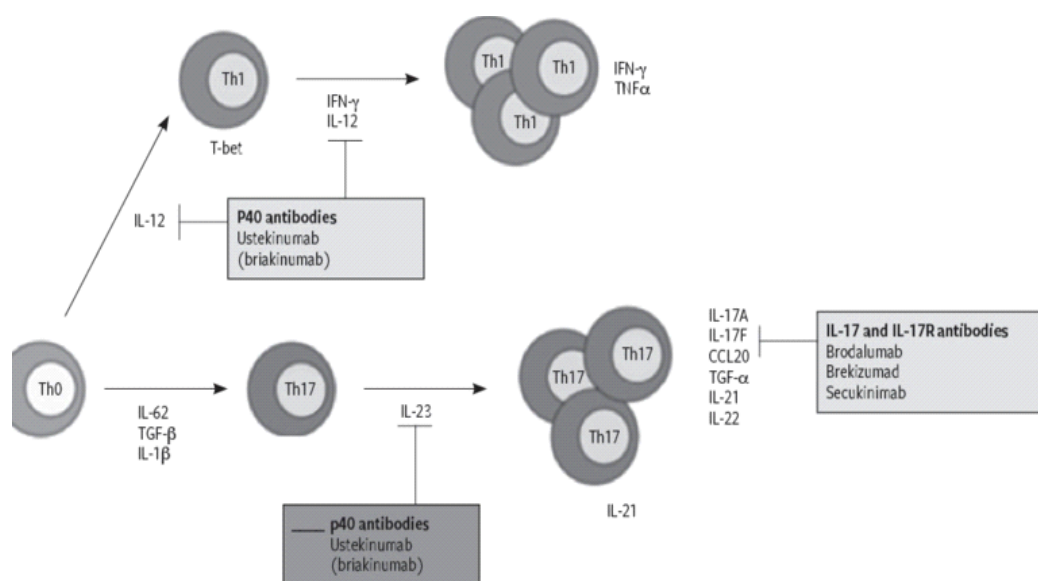 Th1
T-bet
IFN-γ
IL-12
Th1
Th1
Th1
IFN-γ
TNFα
IL-12
P40 antibodies
Ustekinumab
(briakinumab)
Th0
IL-62
TGF-β
IL-1β
Th17
IL-23
Th17
Th17
Th17
IL-21
IL-17A
IL-17F
CCL20
TGF-α
IL-21
IL-22
IL-17 and IL-17R antibodies
Brodalumab
Brekizumad
Secukinimab
p40 antibodies
Ustekinumab
(briakinumab)